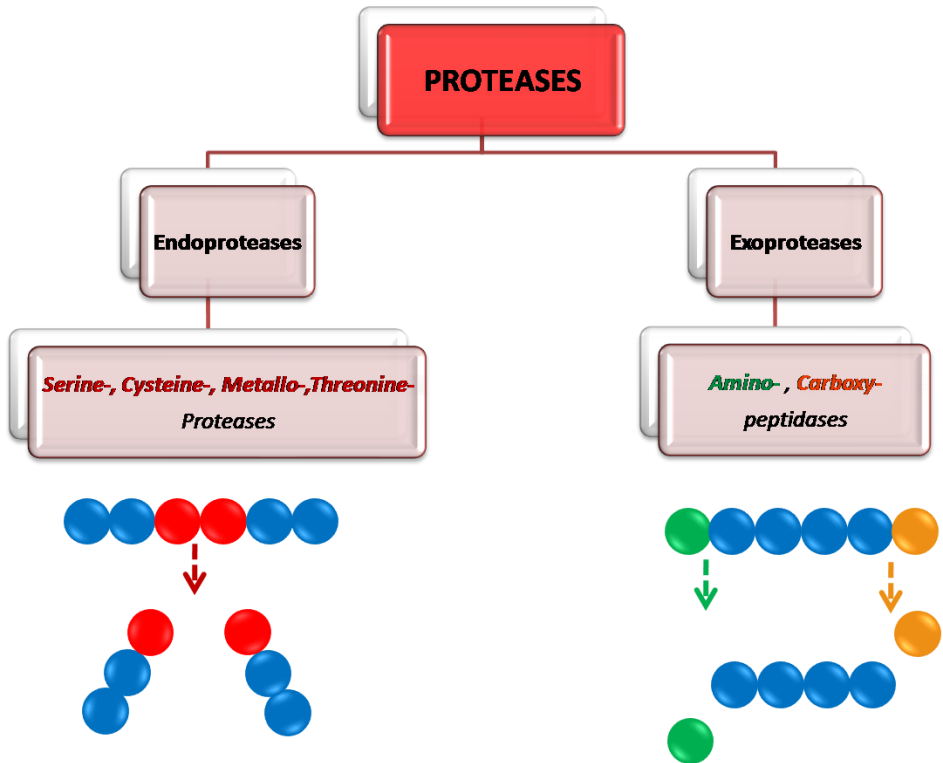 PROTEASES
Endoproteases
Exoproteases
Serine-, Cysteine-, Metallo-,Threonine-
Proteases
Amino- , Carboxy-
peptidases